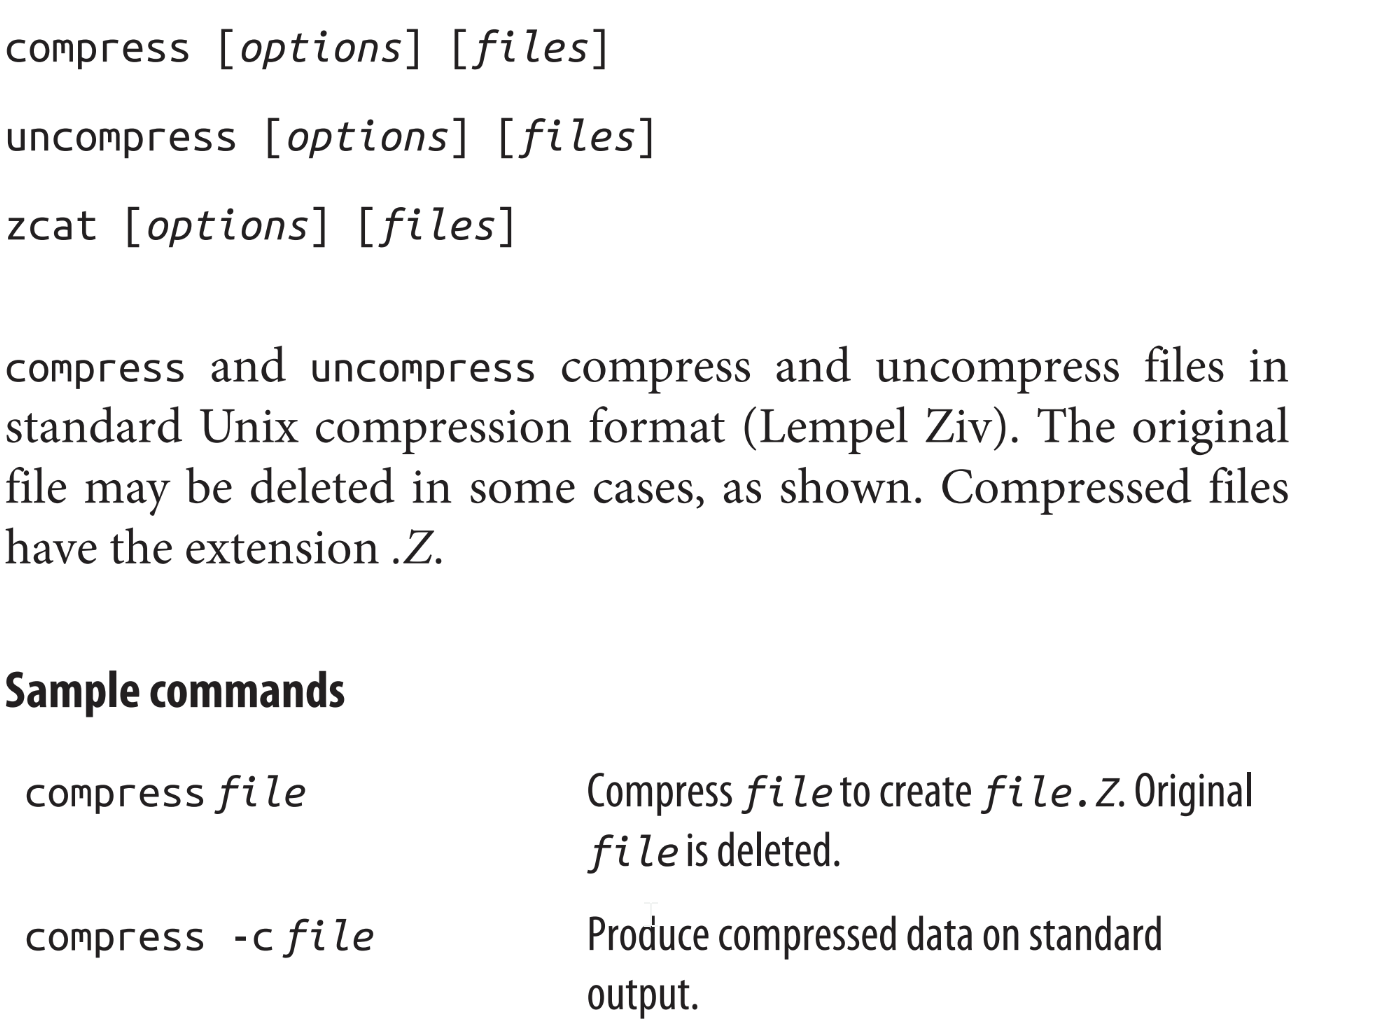 compress [options] [files]
uncompress [options] [files]
zcat [options] [files]
compress and uncompress compress and uncompress files in
standard Unix compression format (Lempel Ziv). The original
file may be deleted in some cases, as shown. Compressed files
have the extension .Z.
Sample commands
compress file
Compress file to create file.Z. Original
file is deleted.
compress -c file
Produce compressed data on standard
output.